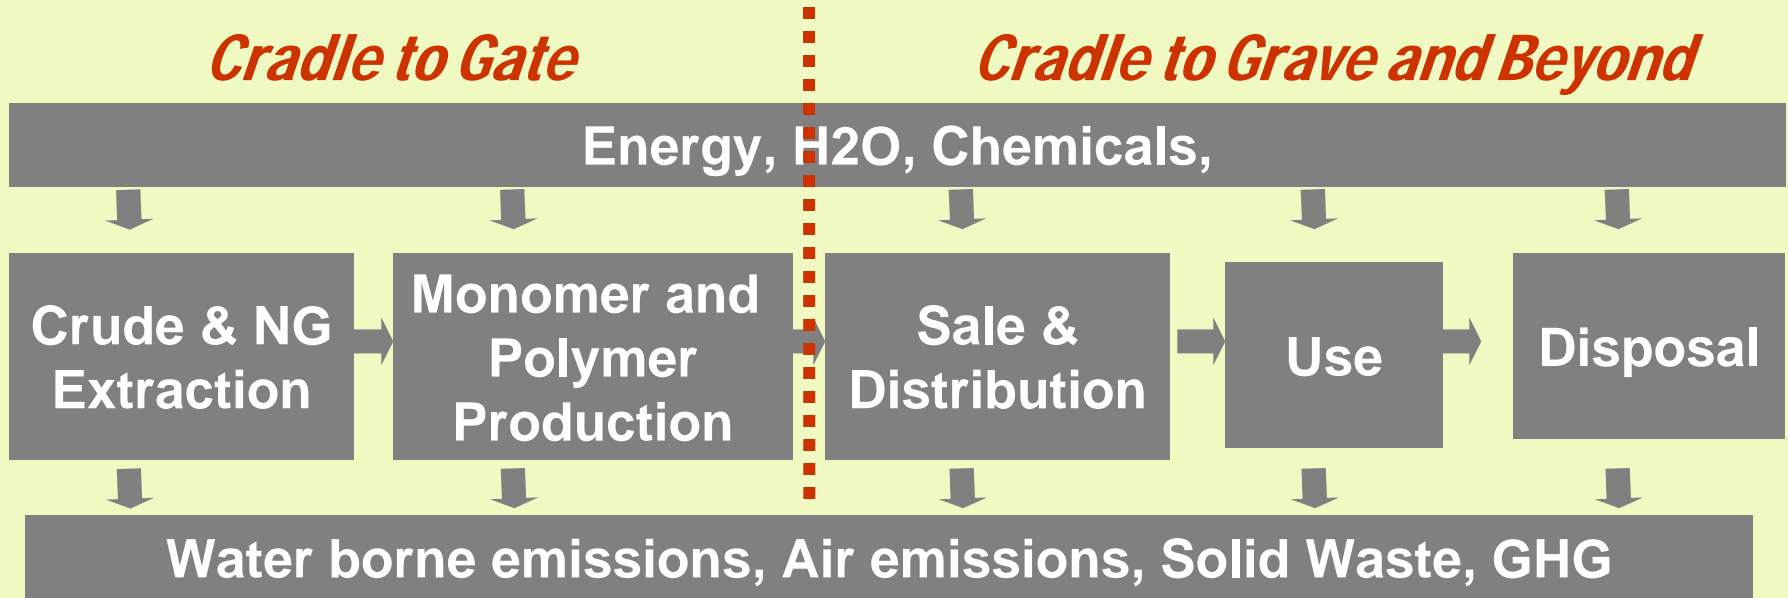 Cradle to Gate
Cradle to Grave and Beyond
Energy, H2O, Chemicals,
Crude & NG
Extraction
Monomer and
Polymer
Production
Sale &
Distribution
Use
Disposal
Water borne emissions, Air emissions, Solid Waste, GHG